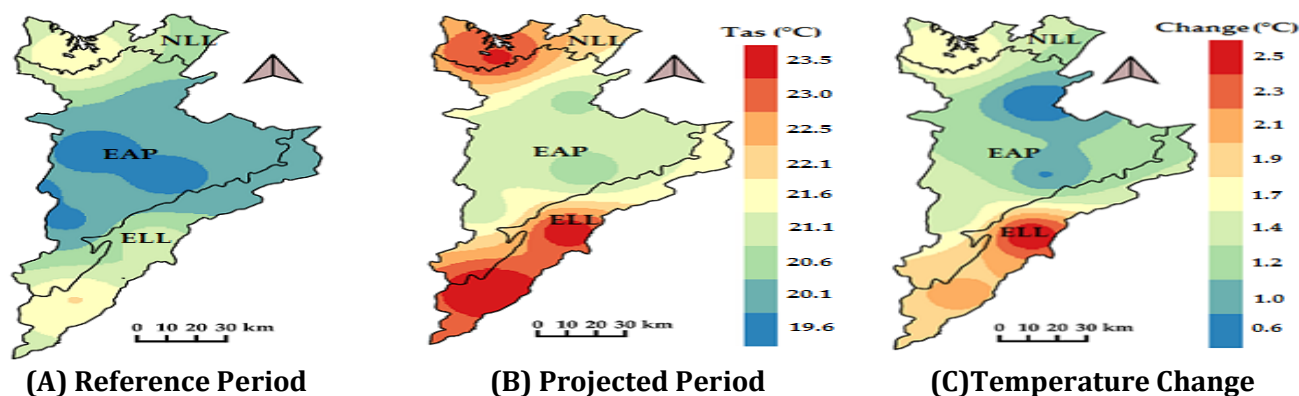 NLL
EAP
ELL
0 10 20 30 km
(A) Reference Period
Tas (°C)
NLL
EAP
ELL
23.5
23.0
22.5
22.1
21.6
21.1
20.6
20.1
19.6
0 10 20 30 km
(B) Projected Period
Change (°C)
NLL
EAP
ELL
2.5
2.3
2.1
1.9
1.7
1.4
1.2
1.0
0.6
0 10 20 30 km
(C)Temperature Change